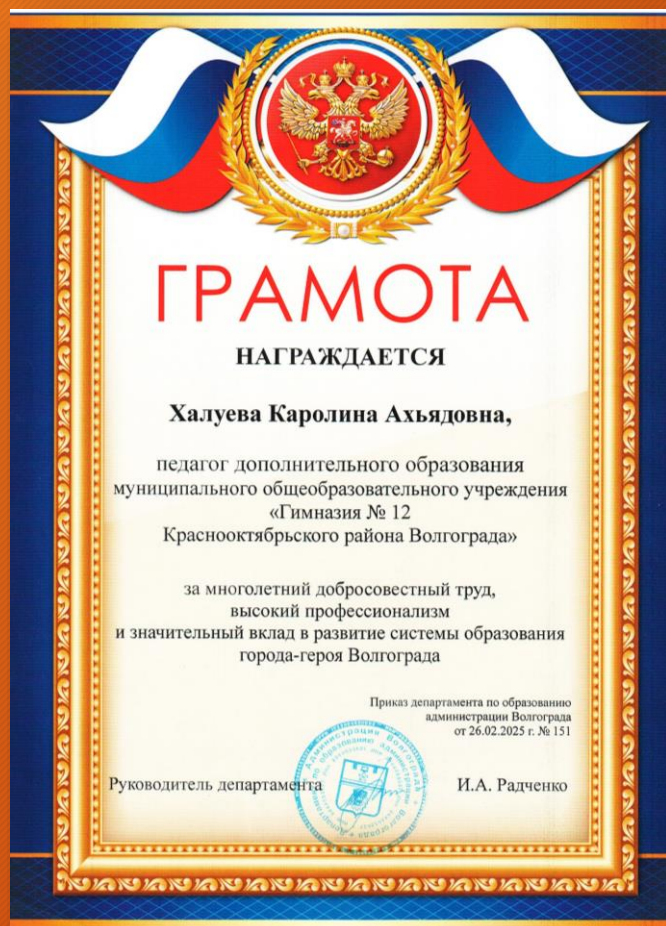 ГРАМОТА
НАГРАЖДАЕТСЯ
Халуева Каролина Ахьядовна,
педагог дополнительного образования
муниципального общеобразовательного учреждения
«Гимназия № 12
Краснооктябрьского района Волгограда»
за многолетний добросовестный труд,
высокий профессионализм
и значительный вклад в развитие системы образования
города-героя Волгограда
Приказ департамента по образованию
администрации Волгограда
от 26.02.2025 г. № 151
Руководитель департамента И.А. Радченко